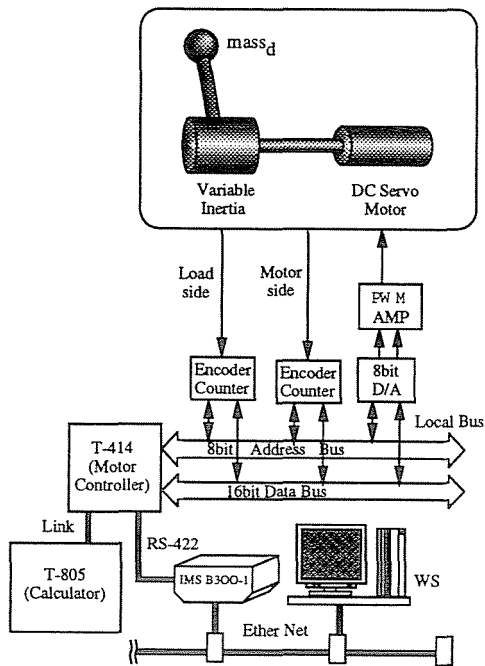 mass_d
Variable
Inertia
DC Servo
Motor
Load
side
Motor
side
PWM
AMP
Encoder
Counter
Encoder
Counter
8bit
D/A
Local Bus
T-414
(Motor
Controller)
8bit Address Bus
16bit Data Bus
Link
RS-422
T-805
(Calculator)
IMS B300-1
WS
Ether Net